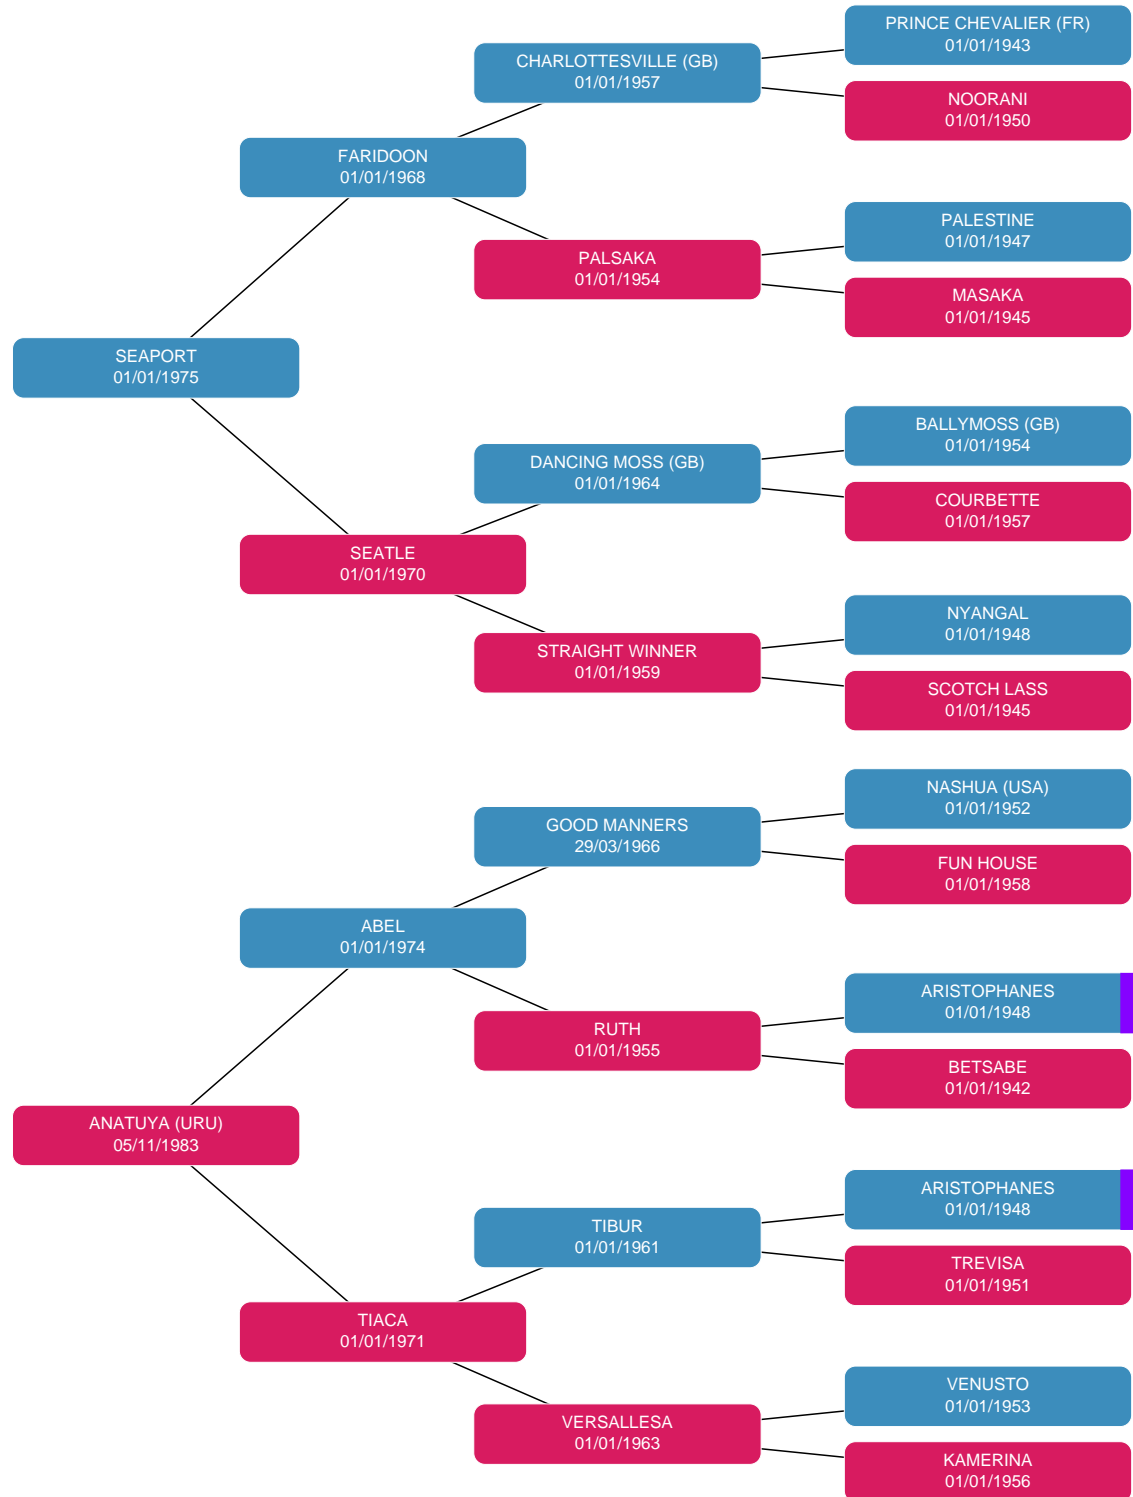 PRINCE CHEVALIER (FR)
01/01/1943
CHARLOTTESVILLE (GB)
01/01/1957
NOORANI
01/01/1950
FARIDOON
01/01/1968
PALESTINE
01/01/1947
PALSAKA
01/01/1954
MASAKA
01/01/1945
SEAPORT
01/01/1975
BALLYMOSS (GB)
01/01/1954
DANCING MOSS (GB)
01/01/1964
COURBETTE
01/01/1957
SEATLE
01/01/1970
NYANGAL
01/01/1948
STRAIGHT WINNER
01/01/1959
SCOTCH LASS
01/01/1945
NASHUA (USA)
01/01/1952
GOOD MANNERS
29/03/1966
FUN HOUSE
01/01/1958
ABEL
01/01/1974
ARISTOPHANES
01/01/1948
RUTH
01/01/1955
BETSABE
01/01/1942
ANATUYA (URU)
05/11/1983
ARISTOPHANES
01/01/1948
TIBUR
01/01/1961
TREVISA
01/01/1951
TIACA
01/01/1971
VENUSTO
01/01/1953
VERSALLESA
01/01/1963
KAMERINA
01/01/1956